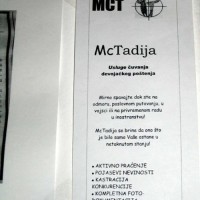 MCT
McTadija
Usluge čuvanja
devojačkog poštenja
Mirno spavajte dok ste na
odmoru, poslovnom putovanju, u
vojsci ili na privremenom radu
u inostranstvu!
McTadija se brine da ono što
je bilo samo Vaše ostane u
netaknutom stanju!
• AKTIVNO PRAĆENJE
• POJASEVI NEVINOSTI
• KASTRACIJA
KONKURENCIJE
• KOMPLETNA FOTO-